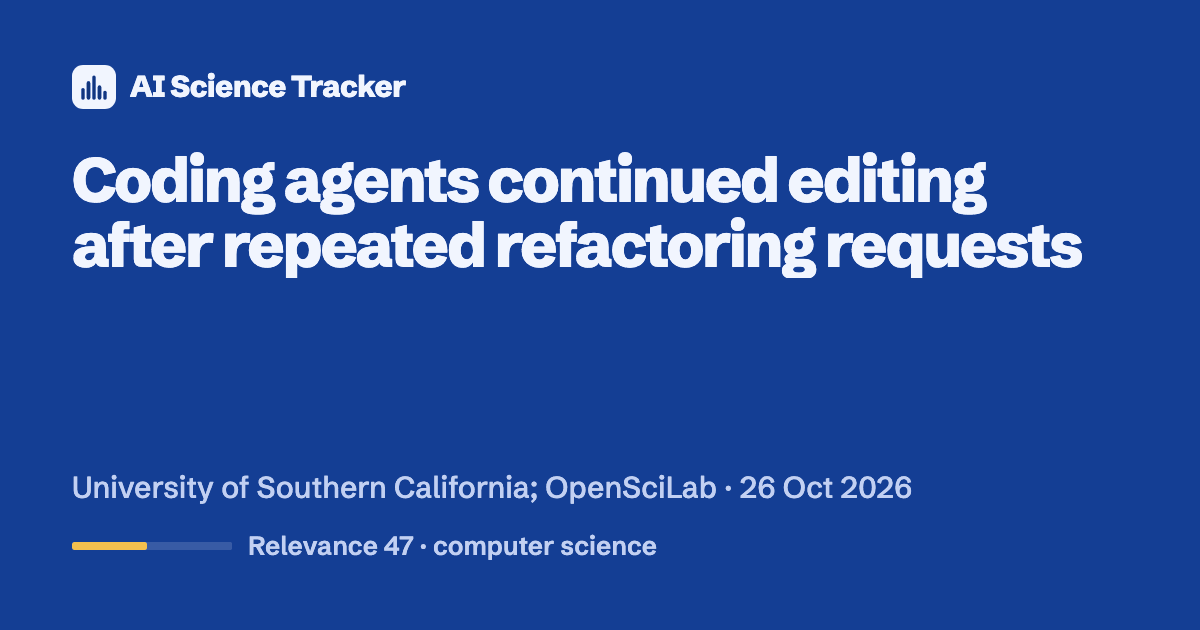 AI Science Tracker
Coding agents continued editing
after repeated refactoring requests
University of Southern California; OpenSciLab · 26 Oct 2026
Relevance 47 · computer science